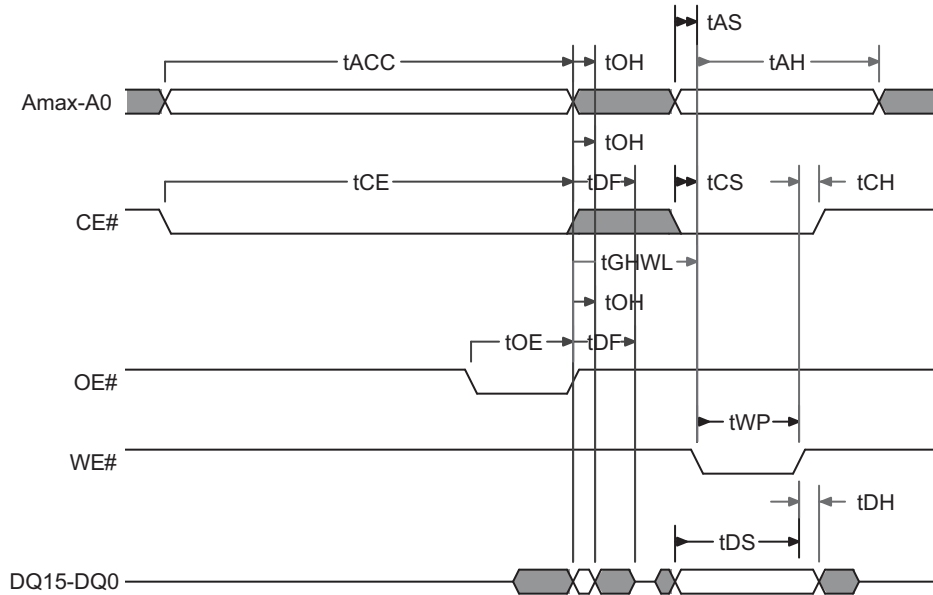 tAS
tACC tOH tAH
Amax-A0
tOH
tCE tDF tCS tCH
CE#
tGHWL
tOH
tOE tDF
OE#
tWP
WE#
tDH
tDS
DQ15-DQ0